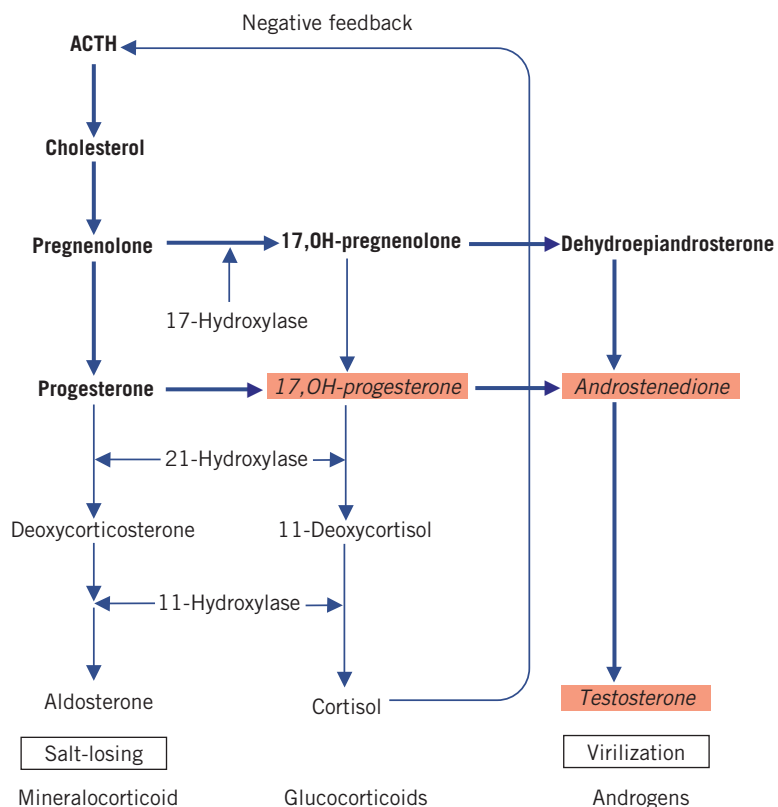 Negative feedback
ACTH
Cholesterol
Pregnenolone
17,OH-pregnenolone
Dehydroepiandrosterone
17-Hydroxylase
Progesterone
17,OH-progesterone
Androstenedione
21-Hydroxylase
Deoxycorticosterone
11-Deoxycortisol
11-Hydroxylase
Aldosterone
Cortisol
Testosterone
Salt-losing
Virilization
Mineralocorticoid
Glucocorticoids
Androgens